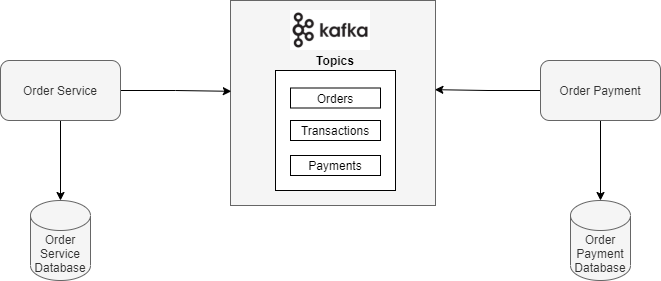 kafka
Topics
Order Service
Orders
Transactions
Payments
Order Payment
Order
Service
Database
Order
Payment
Database